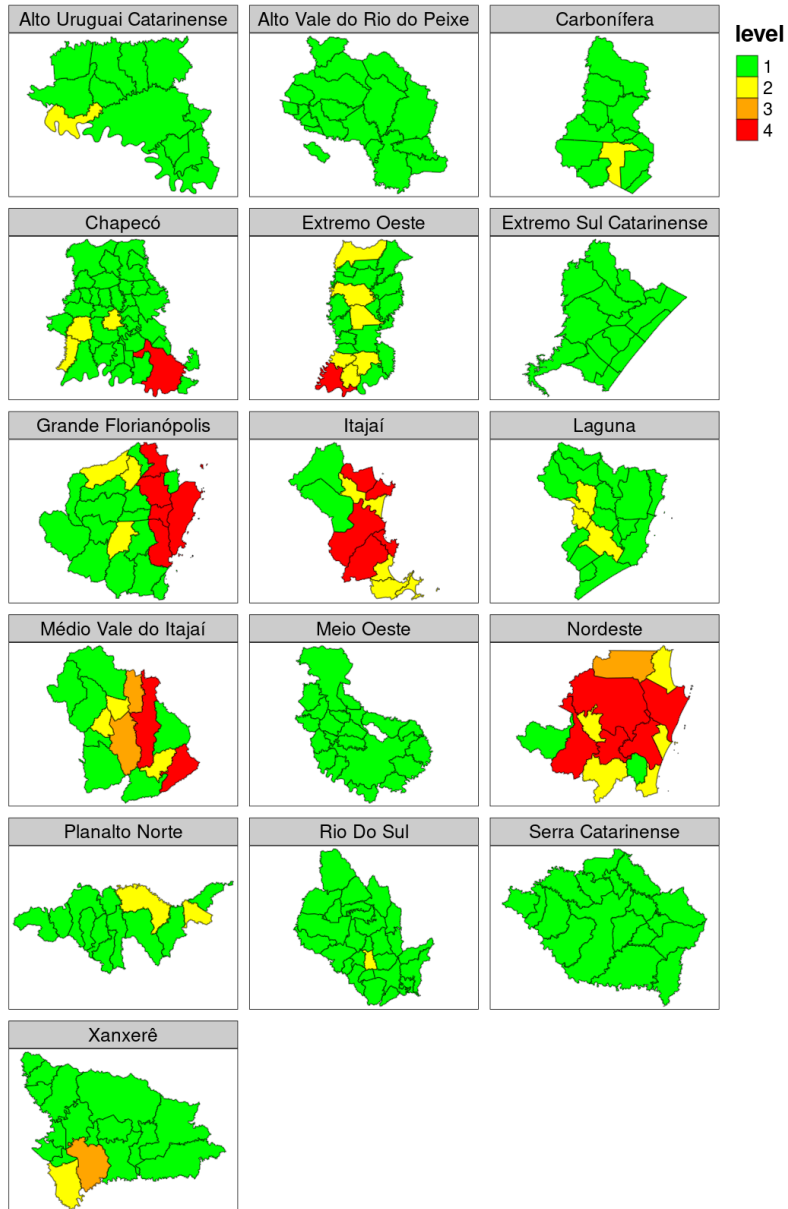 Alto Uruguai Catarinense
Alto Vale do Rio do Peixe
Carbonífera
level
1
2
3
4
Chapecó
Extremo Oeste
Extremo Sul Catarinense
Grande Florianópolis
Itajaí
Laguna
Médio Vale do Itajaí
Meio Oeste
Nordeste
Planalto Norte
Rio Do Sul
Serra Catarinense
Xanxerê